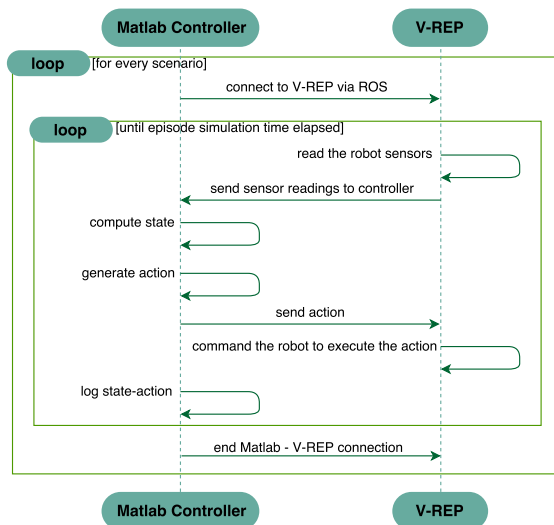 Matlab Controller
V-REP
loop
[for every scenario]
connect to V-REP via ROS
loop
[until episode simulation time elapsed]
read the robot sensors
send sensor readings to controller
compute state
generate action
send action
command the robot to execute the action
log state-action
end Matlab - V-REP connection
Matlab Controller
V-REP